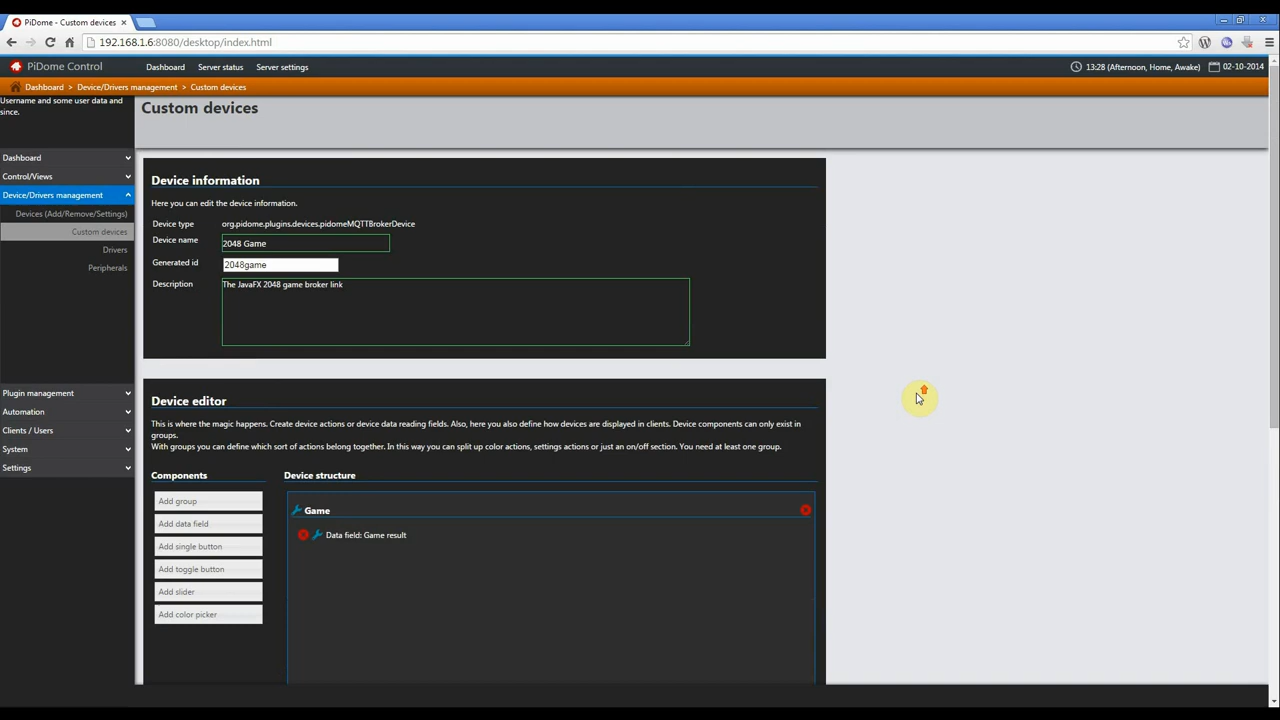 PiDome - Custom devices
192.168.1.6:8080/desktop/index.html
PiDome Control
Dashboard
Server status
Server settings
13:28 (Afternoon, Home, Awake)
02-10-2014
Dashboard > Device/Drivers management > Custom devices
Username and some user data and
since.
Dashboard
Control/Views
Device/Drivers management
Devices (Add/Remove/Settings)
Custom devices
Drivers
Peripherals
Plugin management
Automation
Clients / Users
System
Settings
Custom devices
Device information
Here you can edit the device information.
Device type org.pidome.plugins.devices.pidomeMQTTBrokerDevice
Device name 2048 Game
Generated id 2048game
Description The JavaFX 2048 game broker link
Device editor
This is where the magic happens. Create device actions or device data reading fields. Also, here you also define how devices are displayed in clients. Device components can only exist in
groups.
With groups you can define which sort of actions belong together. In this way you can split up color actions, settings actions or just an on/off section. You need at least one group.
Components
Add group
Add data field
Add single button
Add toggle button
Add slider
Add color picker
Device structure
Game
Data field: Game result